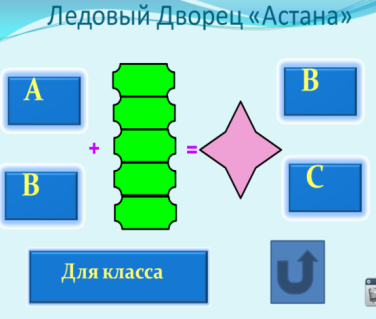 Ледовый Дворец «Астана»
А
В
+
=
В
С
Для класса